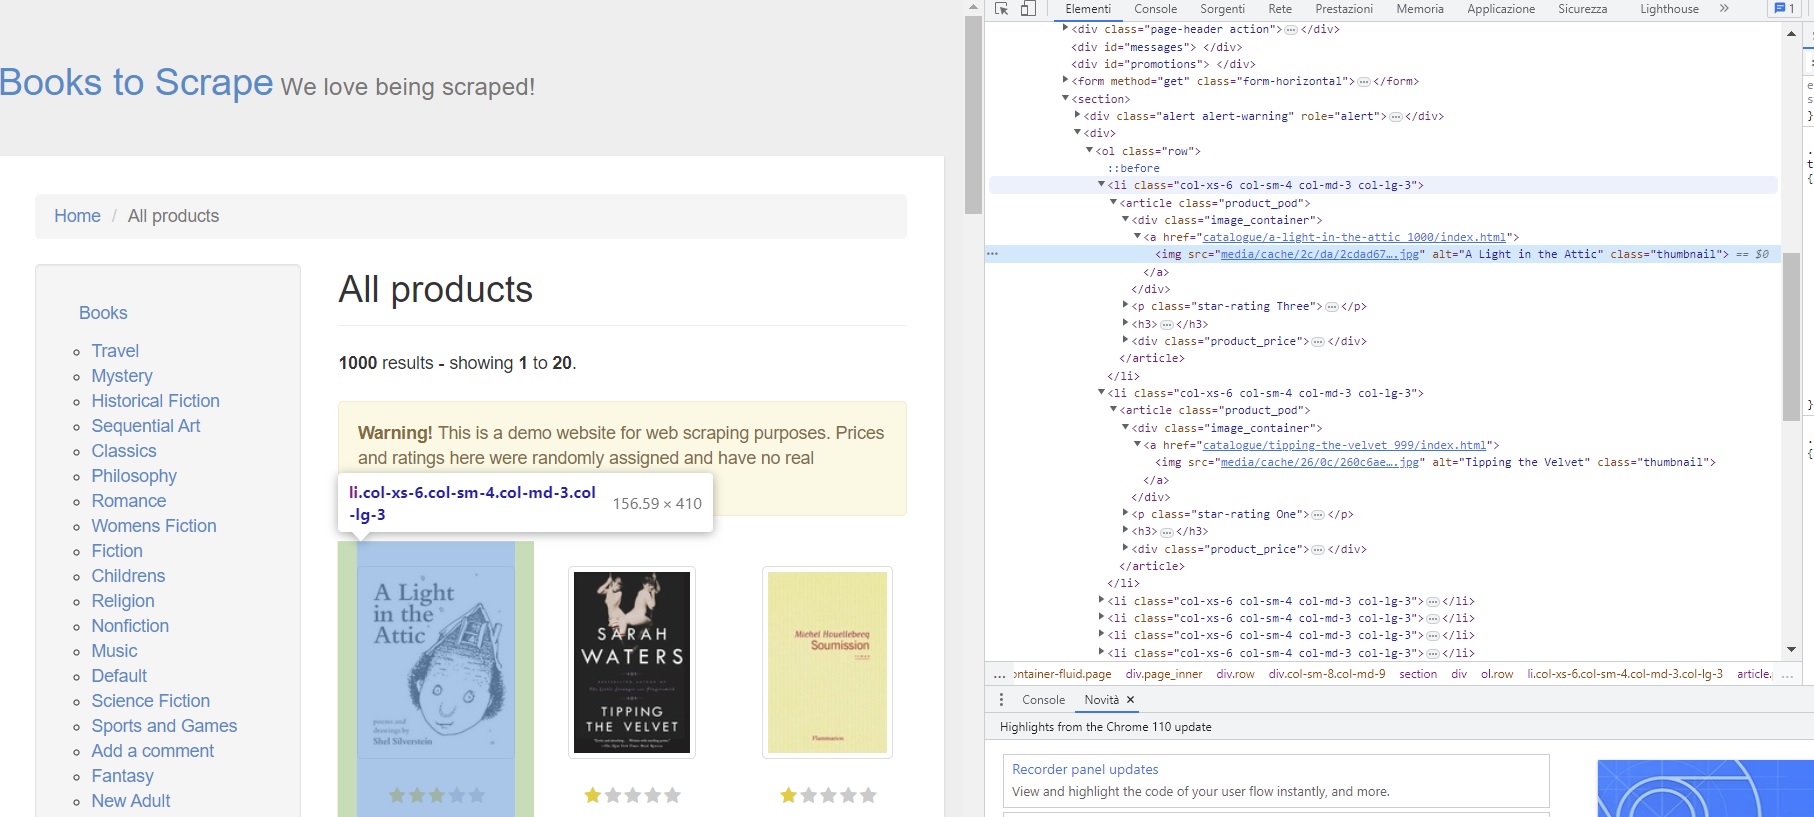 Books to Scrape We love being scraped!
Home / All products
Books
Travel
Mystery
Historical Fiction
Sequential Art
Classics
Philosophy
Romance
Womens Fiction
Fiction
Childrens
Religion
Nonfiction
Music
Default
Science Fiction
Sports and Games
Add a comment
Fantasy
New Adult
All products
1000 results - showing 1 to 20.
Warning! This is a demo website for web scraping purposes. Prices
and ratings here were randomly assigned and have no real
li.col-xs-6.col-sm-4.col-md-3.col
-lg-3
156.59 × 410
A Light
in the
Attic
poems and
drawings by
Shel Silverstein
SARAH
WATERS
TIPPING
THE VELVET
Michel Houellebecq
Soumission
Flammarion
Elementi Console Sorgenti Rete Prestazioni Memoria Applicazione Sicurezza Lighthouse » 1
<div class="page-header action">…</div>
<div id="messages"> </div>
<div id="promotions"> </div>
<form method="get" class="form-horizontal">…</form>
<section>
<div class="alert alert-warning" role="alert">…</div>
<div>
<ol class="row">
::before
<li class="col-xs-6 col-sm-4 col-md-3 col-lg-3">
<article class="product_pod">
<div class="image_container">
<a href="catalogue/a-light-in-the-attic_1000/index.html">
… <img src="media/cache/2c/da/2cdad67….jpg" alt="A Light in the Attic" class="thumbnail"> == $0
</a>
</div>
<p class="star-rating Three">…</p>
<h3>…</h3>
<div class="product_price">…</div>
</article>
</li>
<li class="col-xs-6 col-sm-4 col-md-3 col-lg-3">
<article class="product_pod">
<div class="image_container">
<a href="catalogue/tipping-the-velvet_999/index.html">
<img src="media/cache/26/0c/260c6ae….jpg" alt="Tipping the Velvet" class="thumbnail">
</a>
</div>
<p class="star-rating One">…</p>
<h3>…</h3>
<div class="product_price">…</div>
</article>
</li>
<li class="col-xs-6 col-sm-4 col-md-3 col-lg-3">…</li>
<li class="col-xs-6 col-sm-4 col-md-3 col-lg-3">…</li>
<li class="col-xs-6 col-sm-4 col-md-3 col-lg-3">…</li>
<li class="col-xs-6 col-sm-4 col-md-3 col-lg-3">…</li>
… ontainer-fluid.page div.page_inner div.row div.col-sm-8.col-md-9 section div ol.row li.col-xs-6.col-sm-4.col-md-3.col-lg-3 article. …
Console Novità ×
Highlights from the Chrome 110 update
Recorder panel updates
View and highlight the code of your user flow instantly, and more.